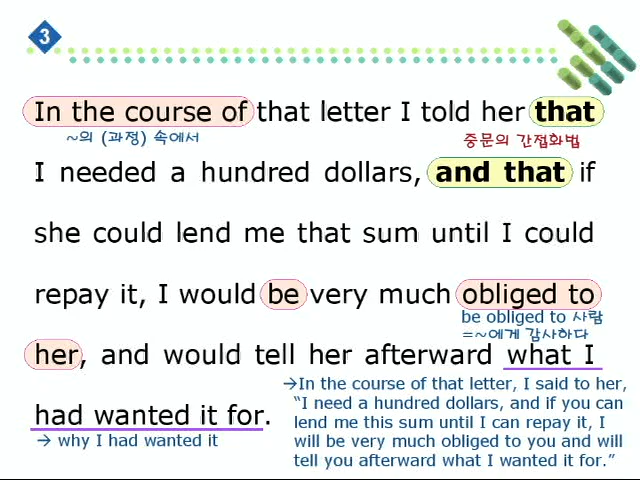 3
In the course of that letter I told her that
~의 (과정) 속에서
중문의 간접화법
I needed a hundred dollars, and that if
she could lend me that sum until I could
repay it, I would be very much obliged to
be obliged to 사람
=~에게 감사하다
her, and would tell her afterward what I
had wanted it for.
→ why I had wanted it
→In the course of that letter, I said to her,
“I need a hundred dollars, and if you can
lend me this sum until I can repay it, I
will be very much obliged to you and will
tell you afterward what I wanted it for.”